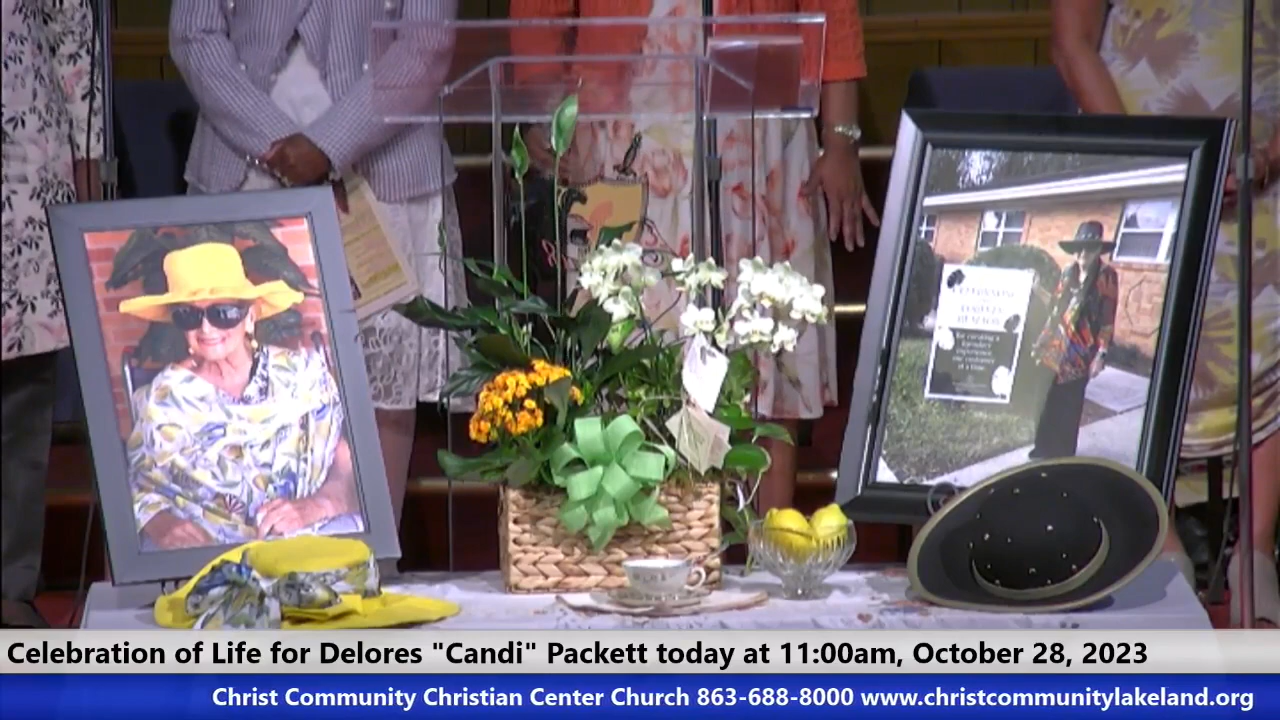 Celebration of Life for Delores "Candi" Packett today at 11:00am, October 28, 2023
Christ Community Christian Center Church 863-688-8000 www.christcommunitylakeland.org